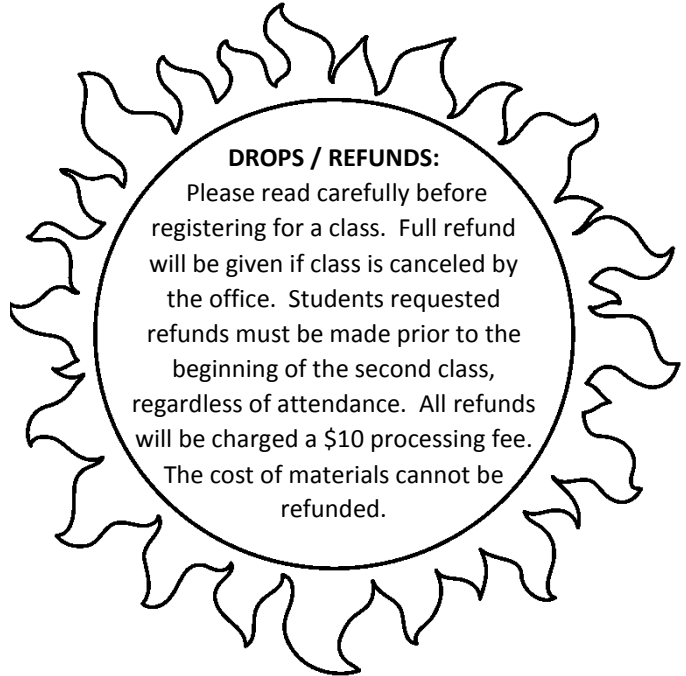 DROPS / REFUNDS:
Please read carefully before
registering for a class.  Full refund
will be given if class is canceled by
the office.  Students requested
refunds must be made prior to the
beginning of the second class,
regardless of attendance.  All refunds
will be charged a $10 processing fee.
The cost of materials cannot be
refunded.